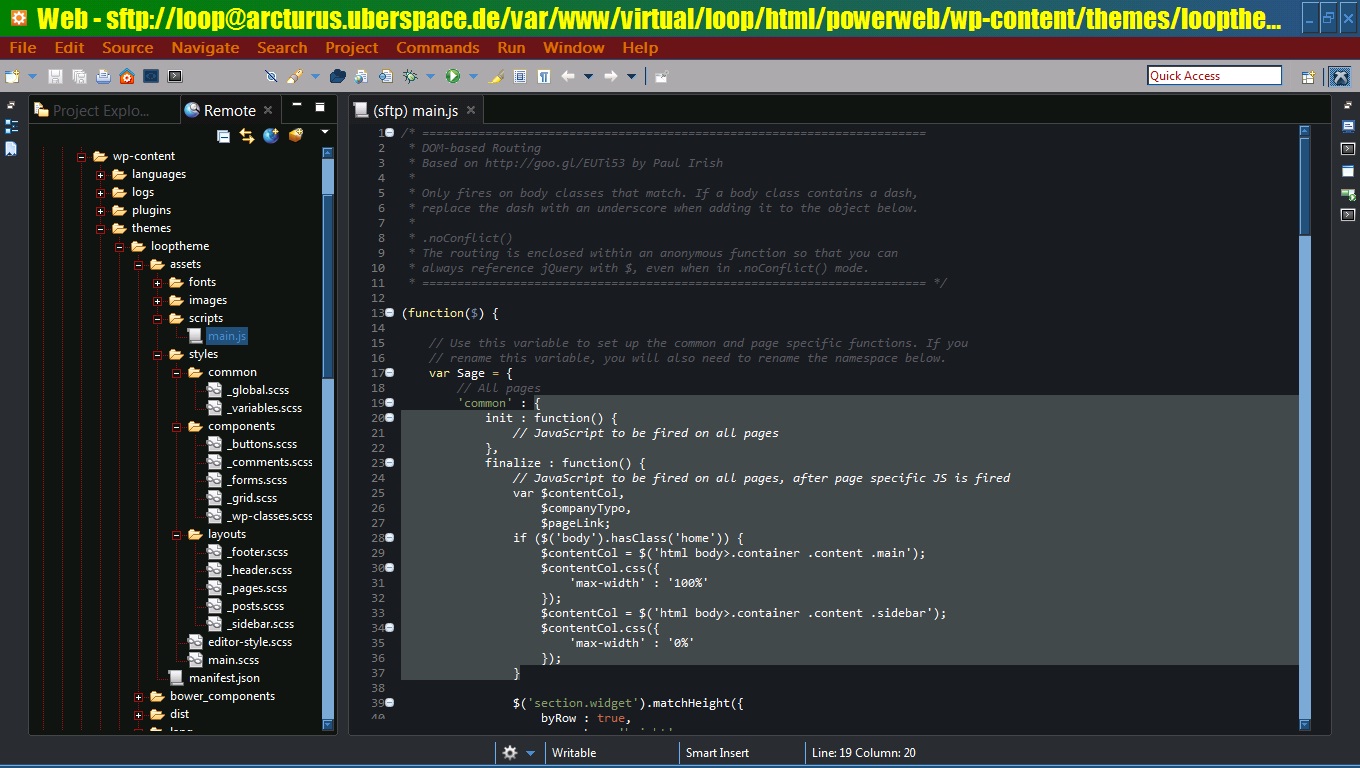 Web - sftp://loop@arcturus.uberspace.de/var/www/virtual/loop/html/powerweb/wp-content/themes/loopthe...
File Edit Source Navigate Search Project Commands Run Window Help
Quick Access
Project Explo...
Remote
(sftp) main.js
wp-content
languages
logs
plugins
themes
looptheme
assets
fonts
images
scripts
main.js
styles
common
_global.scss
_variables.scss
components
_buttons.scss
_comments.scss
_forms.scss
_grid.scss
_wp-classes.scss
layouts
_footer.scss
_header.scss
_pages.scss
_posts.scss
_sidebar.scss
editor-style.scss
main.scss
manifest.json
bower_components
dist
1 /* ========================================================================
2 * DOM-based Routing
3 * Based on http://goo.gl/EUTi53 by Paul Irish
4 *
5 * Only fires on body classes that match. If a body class contains a dash,
6 * replace the dash with an underscore when adding it to the object below.
7 *
8 * .noConflict()
9 * The routing is enclosed within an anonymous function so that you can
10 * always reference jQuery with $, even when in .noConflict() mode.
11 * ======================================================================== */
12
13 (function($) {
14
15 // Use this variable to set up the common and page specific functions. If you
16 // rename this variable, you will also need to rename the namespace below.
17 var Sage = {
18 // All pages
19 'common' : {
20 init : function() {
21 // JavaScript to be fired on all pages
22 },
23 finalize : function() {
24 // JavaScript to be fired on all pages, after page specific JS is fired
25 var $contentCol,
26 $companyTypo,
27 $pageLink;
28 if ($('body').hasClass('home')) {
29 $contentCol = $('html body>.container .content .main');
30 $contentCol.css({
31 'max-width' : '100%'
32 });
33 $contentCol = $('html body>.container .content .sidebar');
34 $contentCol.css({
35 'max-width' : '0%'
36 });
37 }
38
39 $('section.widget').matchHeight({
40 byRow : true,
Writable
Smart Insert
Line: 19 Column: 20